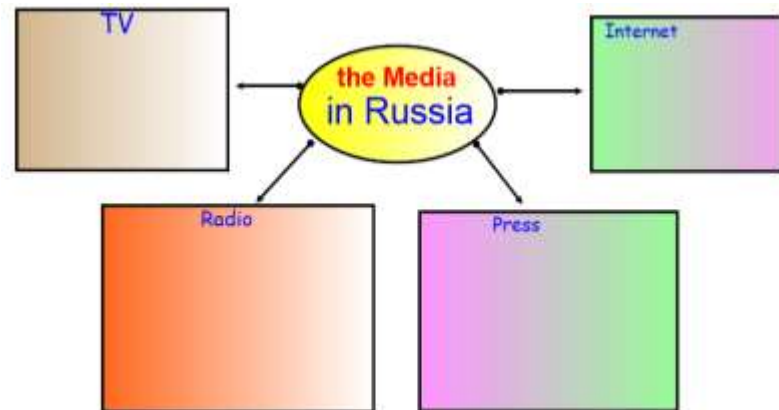 TV
the Media
in Russia
Internet
Radio
Press